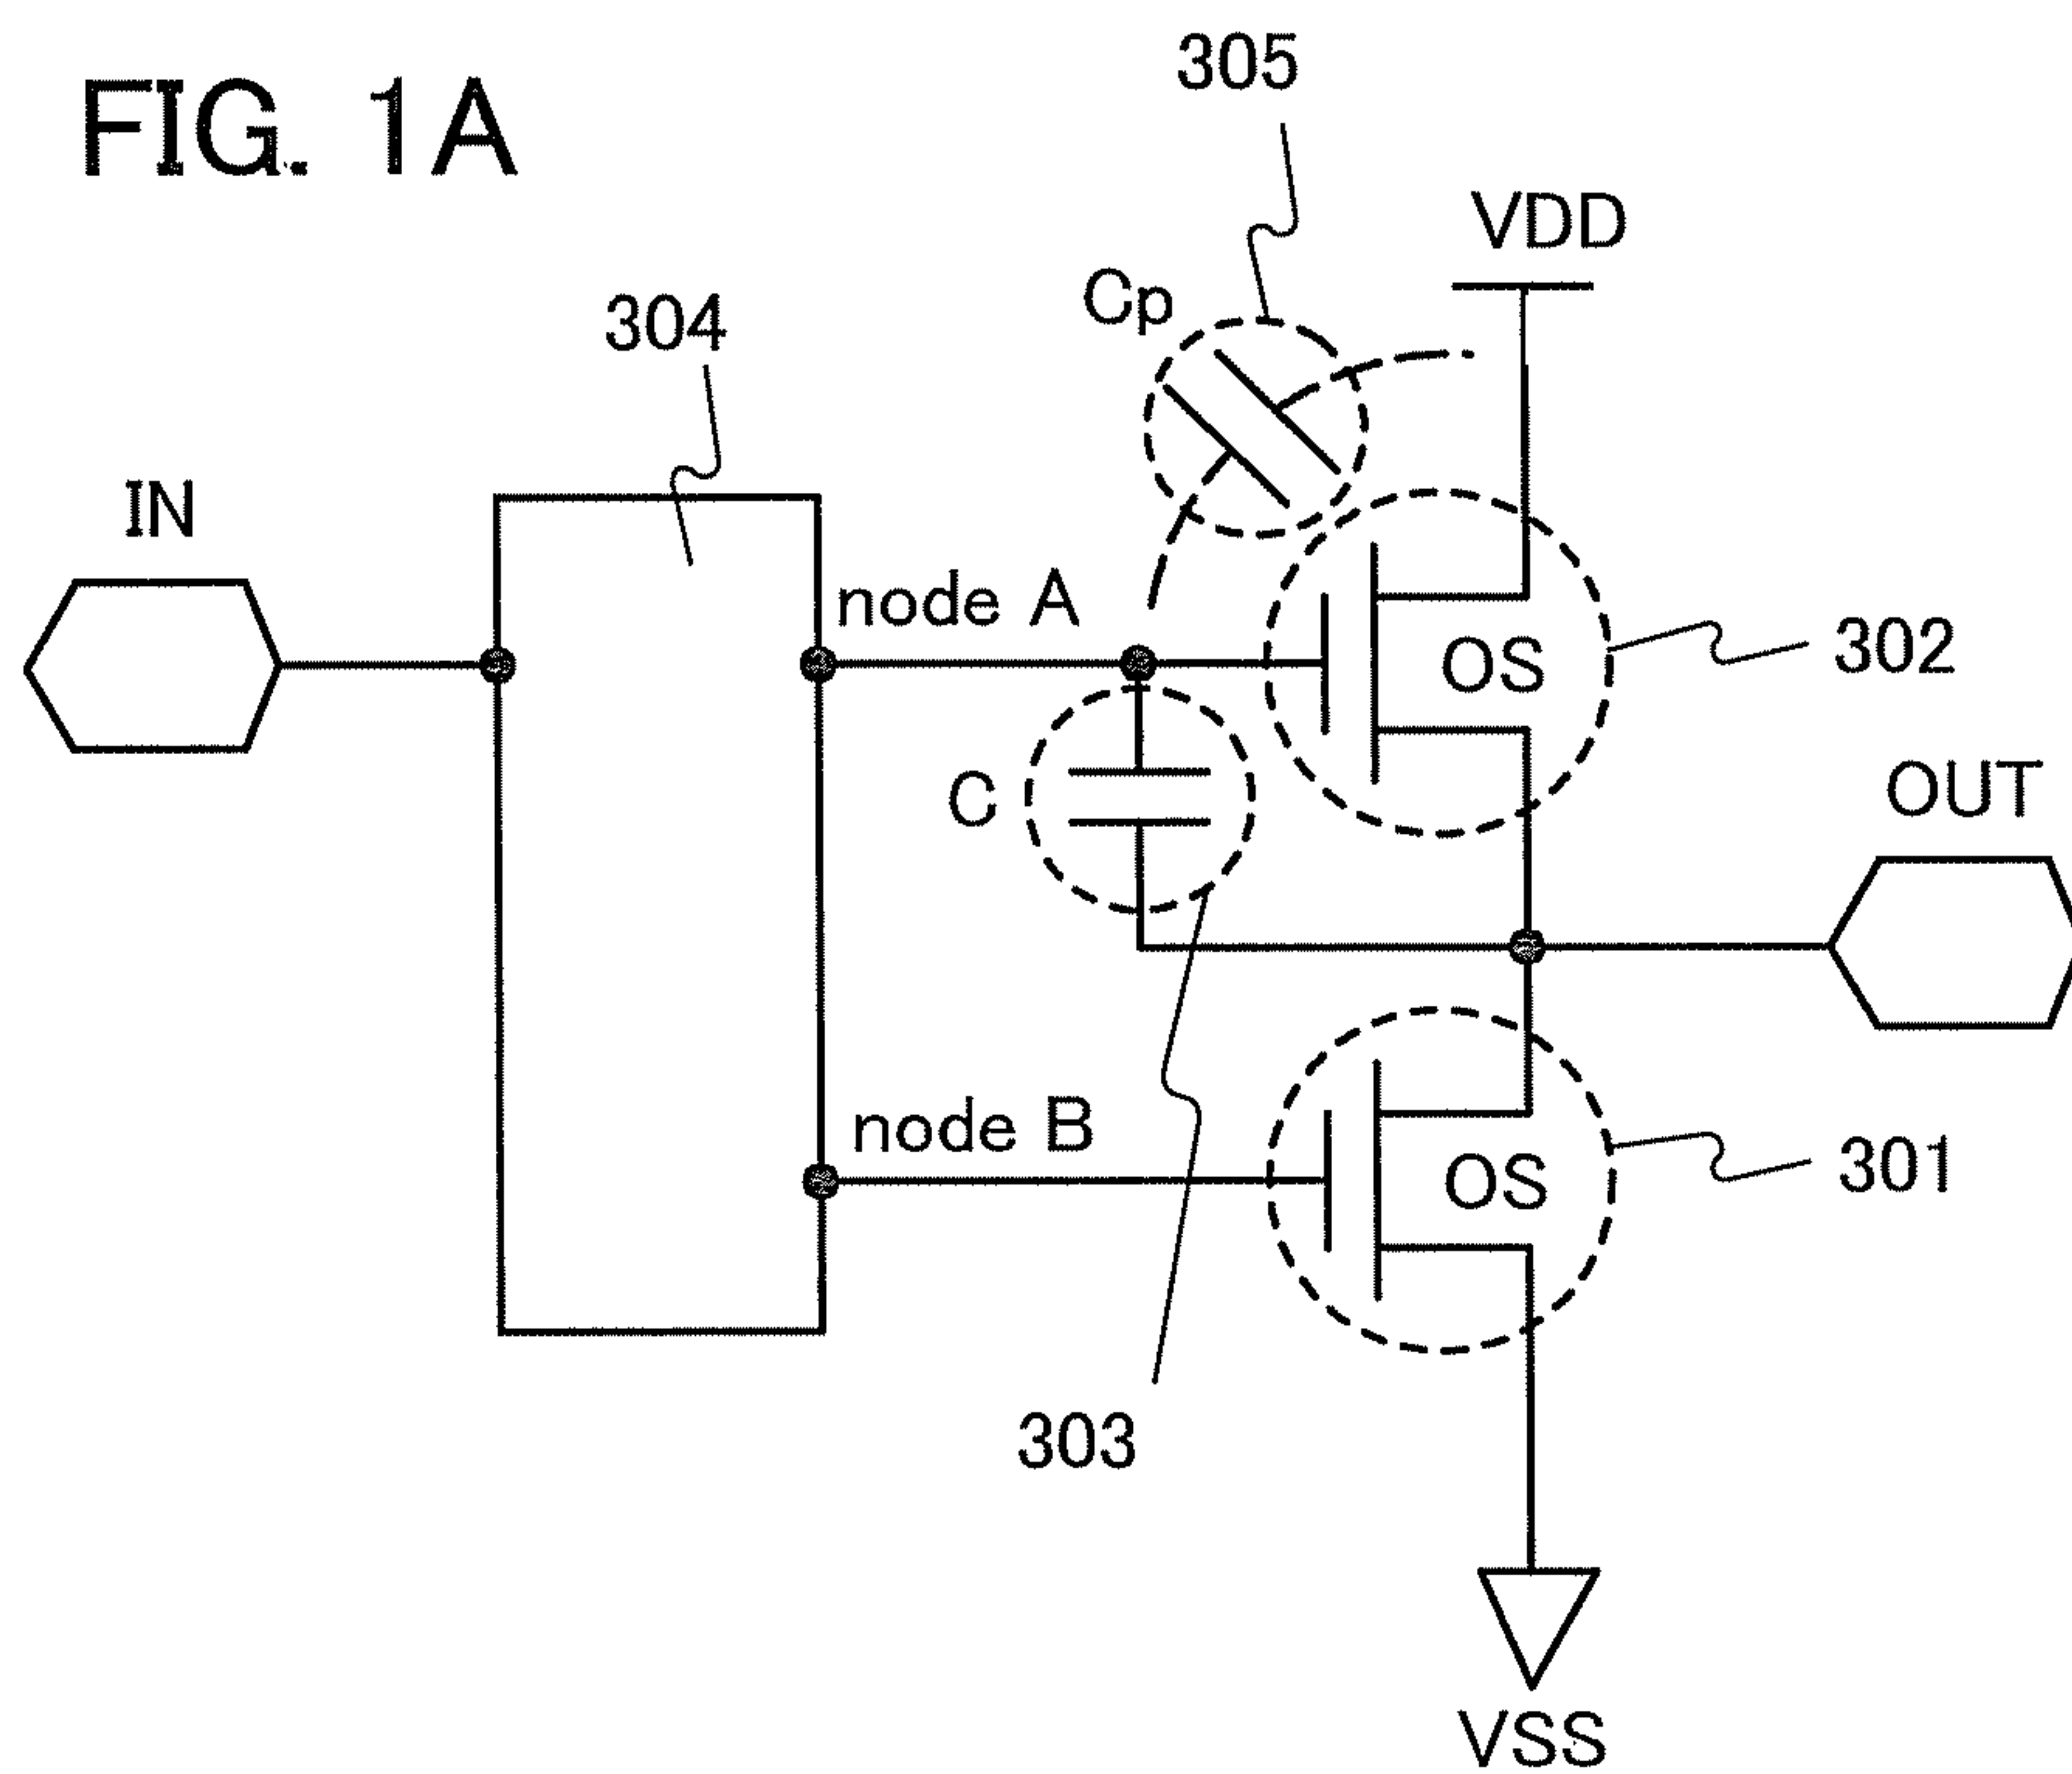 FIG. 1A
305
VDD
Cp
304
IN
node A
OS
302
C
OUT
node B
OS
301
303
VSS